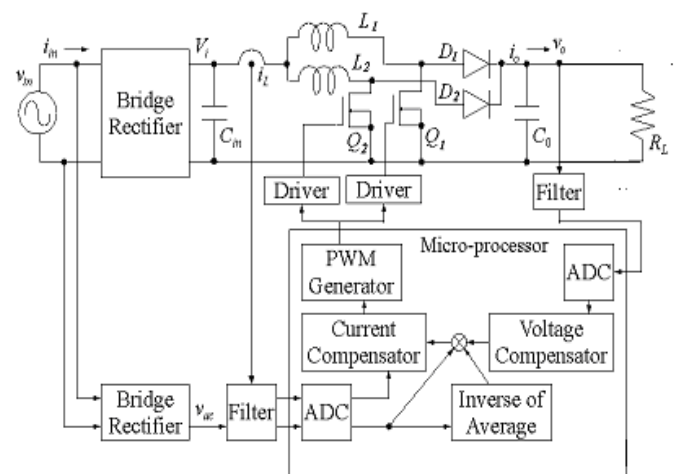 i_in
V_i
L_1
v_in
Bridge
Rectifier
i_L
L_2
D_1
i_o
v_o
D_2
C_in
Q_2
Q_1
C_0
R_L
Driver
Driver
Filter
Micro-processor
PWM
Generator
ADC
Current
Compensator
Voltage
Compensator
Bridge
Rectifier
v_ac
Filter
ADC
Inverse of
Average